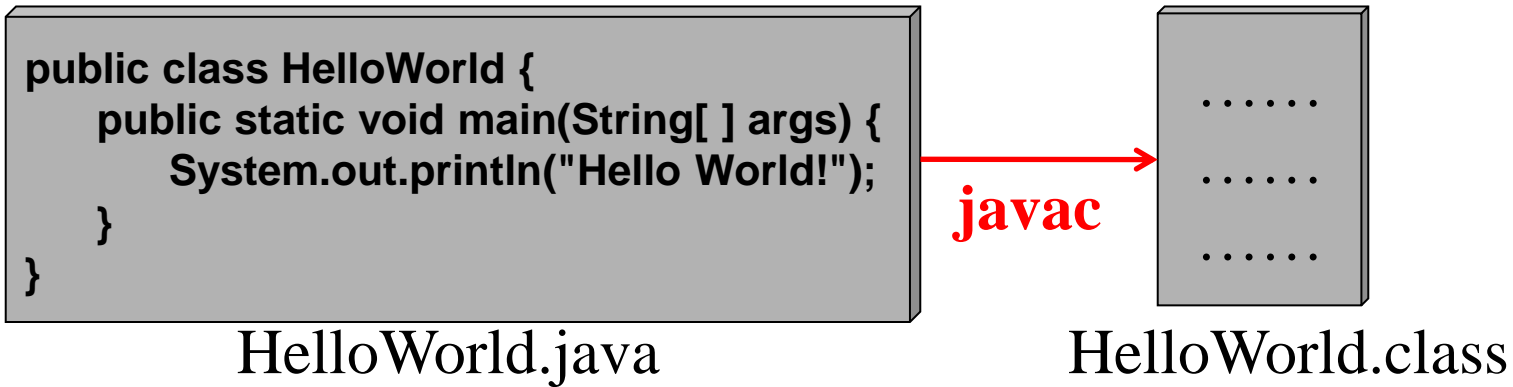 public class HelloWorld {
public static void main(String[ ] args) {
System.out.println("Hello World!");
}
}
javac
......
......
......
HelloWorld.java
HelloWorld.class